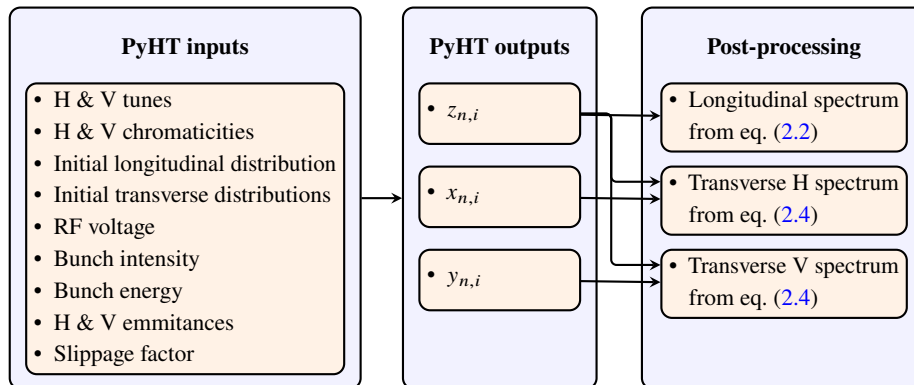 PyHT inputs
• H & V tunes
• H & V chromaticities
• Initial longitudinal distribution
• Initial transverse distributions
• RF voltage
• Bunch intensity
• Bunch energy
• H & V emmitances
• Slippage factor
PyHT outputs
• z_{n,i}
• x_{n,i}
• y_{n,i}
Post-processing
• Longitudinal spectrum
from eq. (2.2)
• Transverse H spectrum
from eq. (2.4)
• Transverse V spectrum
from eq. (2.4)